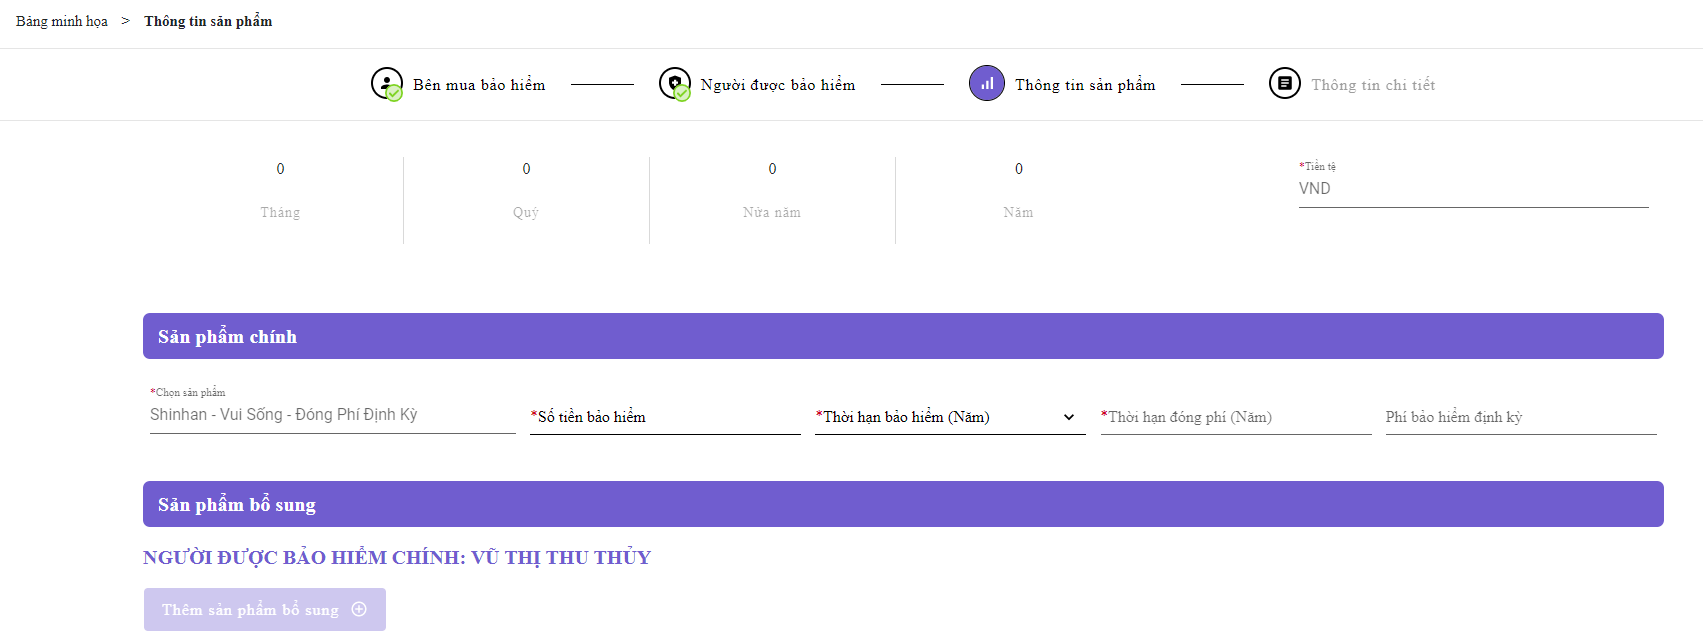 Bảng minh họa > Thông tin sản phẩm
Bên mua bảo hiểm
Người được bảo hiểm
Thông tin sản phẩm
Thông tin chi tiết
0
Tháng
0
Quý
0
Nửa năm
0
Năm
*Tiền tệ
VND
Sản phẩm chính
*Chọn sản phẩm
Shinhan - Vui Sống - Đóng Phí Định Kỳ
*Số tiền bảo hiểm
*Thời hạn bảo hiểm (Năm)
*Thời hạn đóng phí (Năm)
Phí bảo hiểm định kỳ
Sản phẩm bổ sung
NGƯỜI ĐƯỢC BẢO HIỂM CHÍNH: VŨ THỊ THU THỦY
Thêm sản phẩm bổ sung